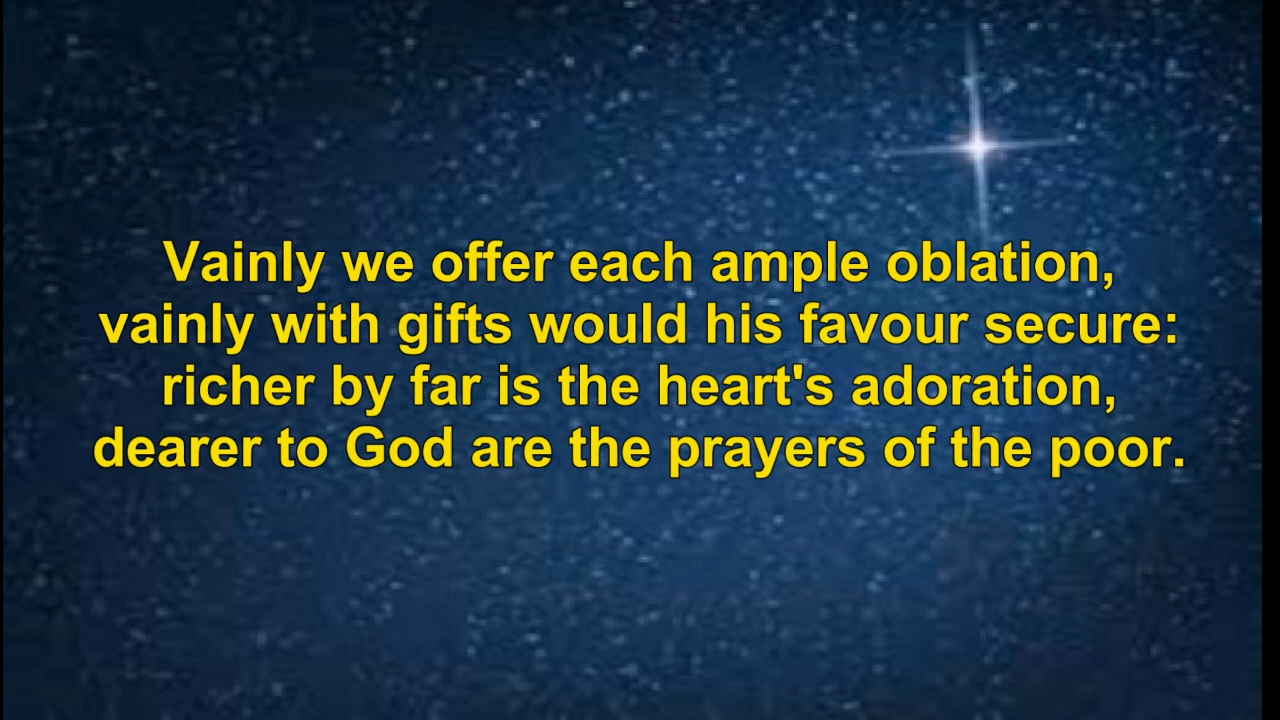 Vainly we offer each ample oblation,
vainly with gifts would his favour secure:
richer by far is the heart's adoration,
dearer to God are the prayers of the poor.